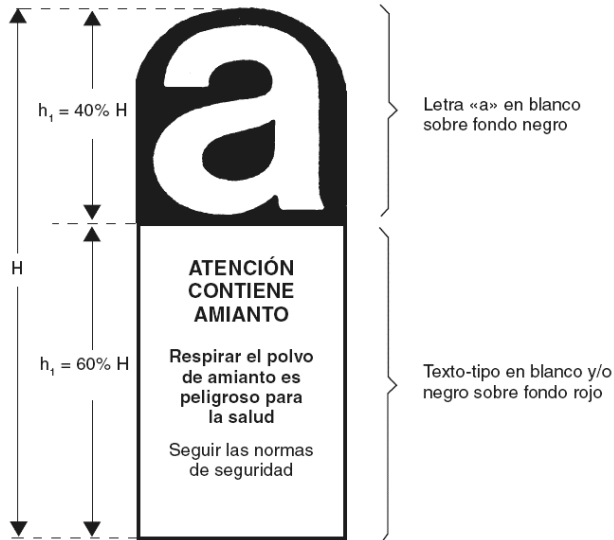 a
h1 = 40% H
Letra «a» en blanco
sobre fondo negro
H
ATENCIÓN
CONTIENE
AMIANTO
Respirar el polvo
de amianto es
peligroso para
la salud
Seguir las normas
de seguridad
h1 = 60% H
Texto-tipo en blanco y/o
negro sobre fondo rojo